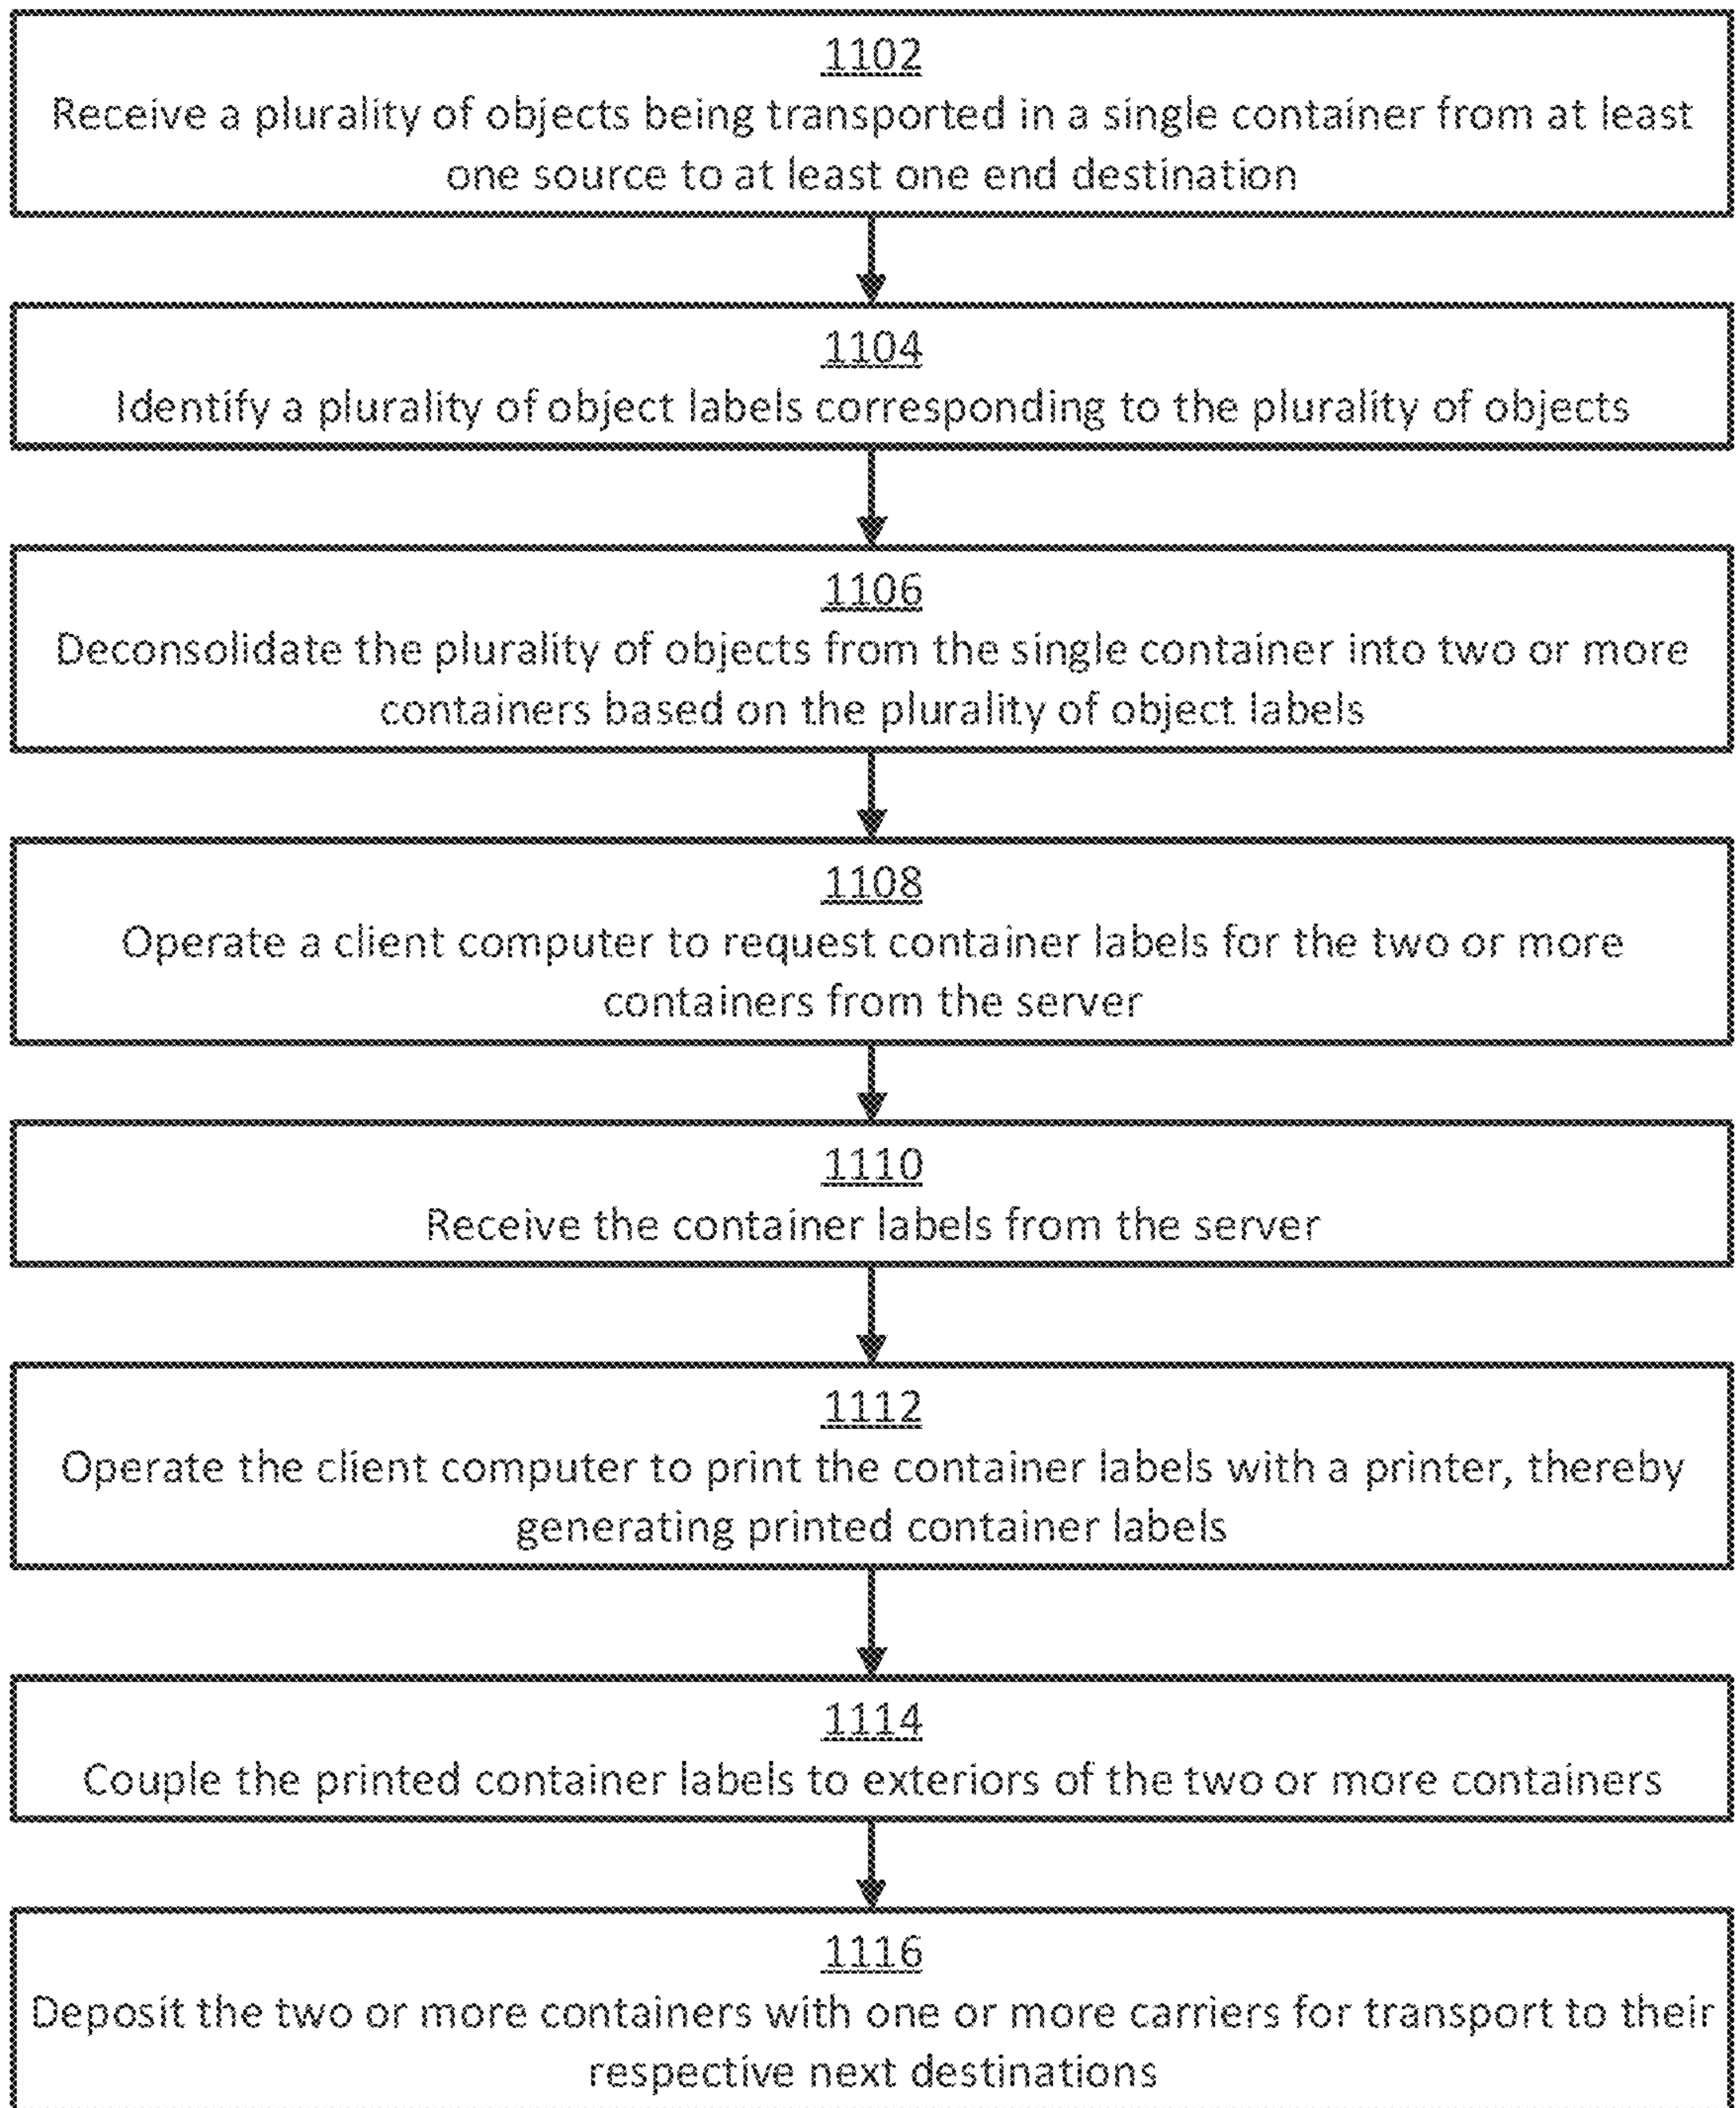 1102
Receive a plurality of objects being transported in a single container from at least
one source to at least one end destination
1104
Identify a plurality of object labels corresponding to the plurality of objects
1106
Deconsolidate the plurality of objects from the single container into two or more
containers based on the plurality of object labels
1108
Operate a client computer to request container labels for the two or more
containers from the server
1110
Receive the container labels from the server
1112
Operate the client computer to print the container labels with a printer, thereby
generating printed container labels
1114
Couple the printed container labels to exteriors of the two or more containers
1116
Deposit the two or more containers with one or more carriers for transport to their
respective next destinations